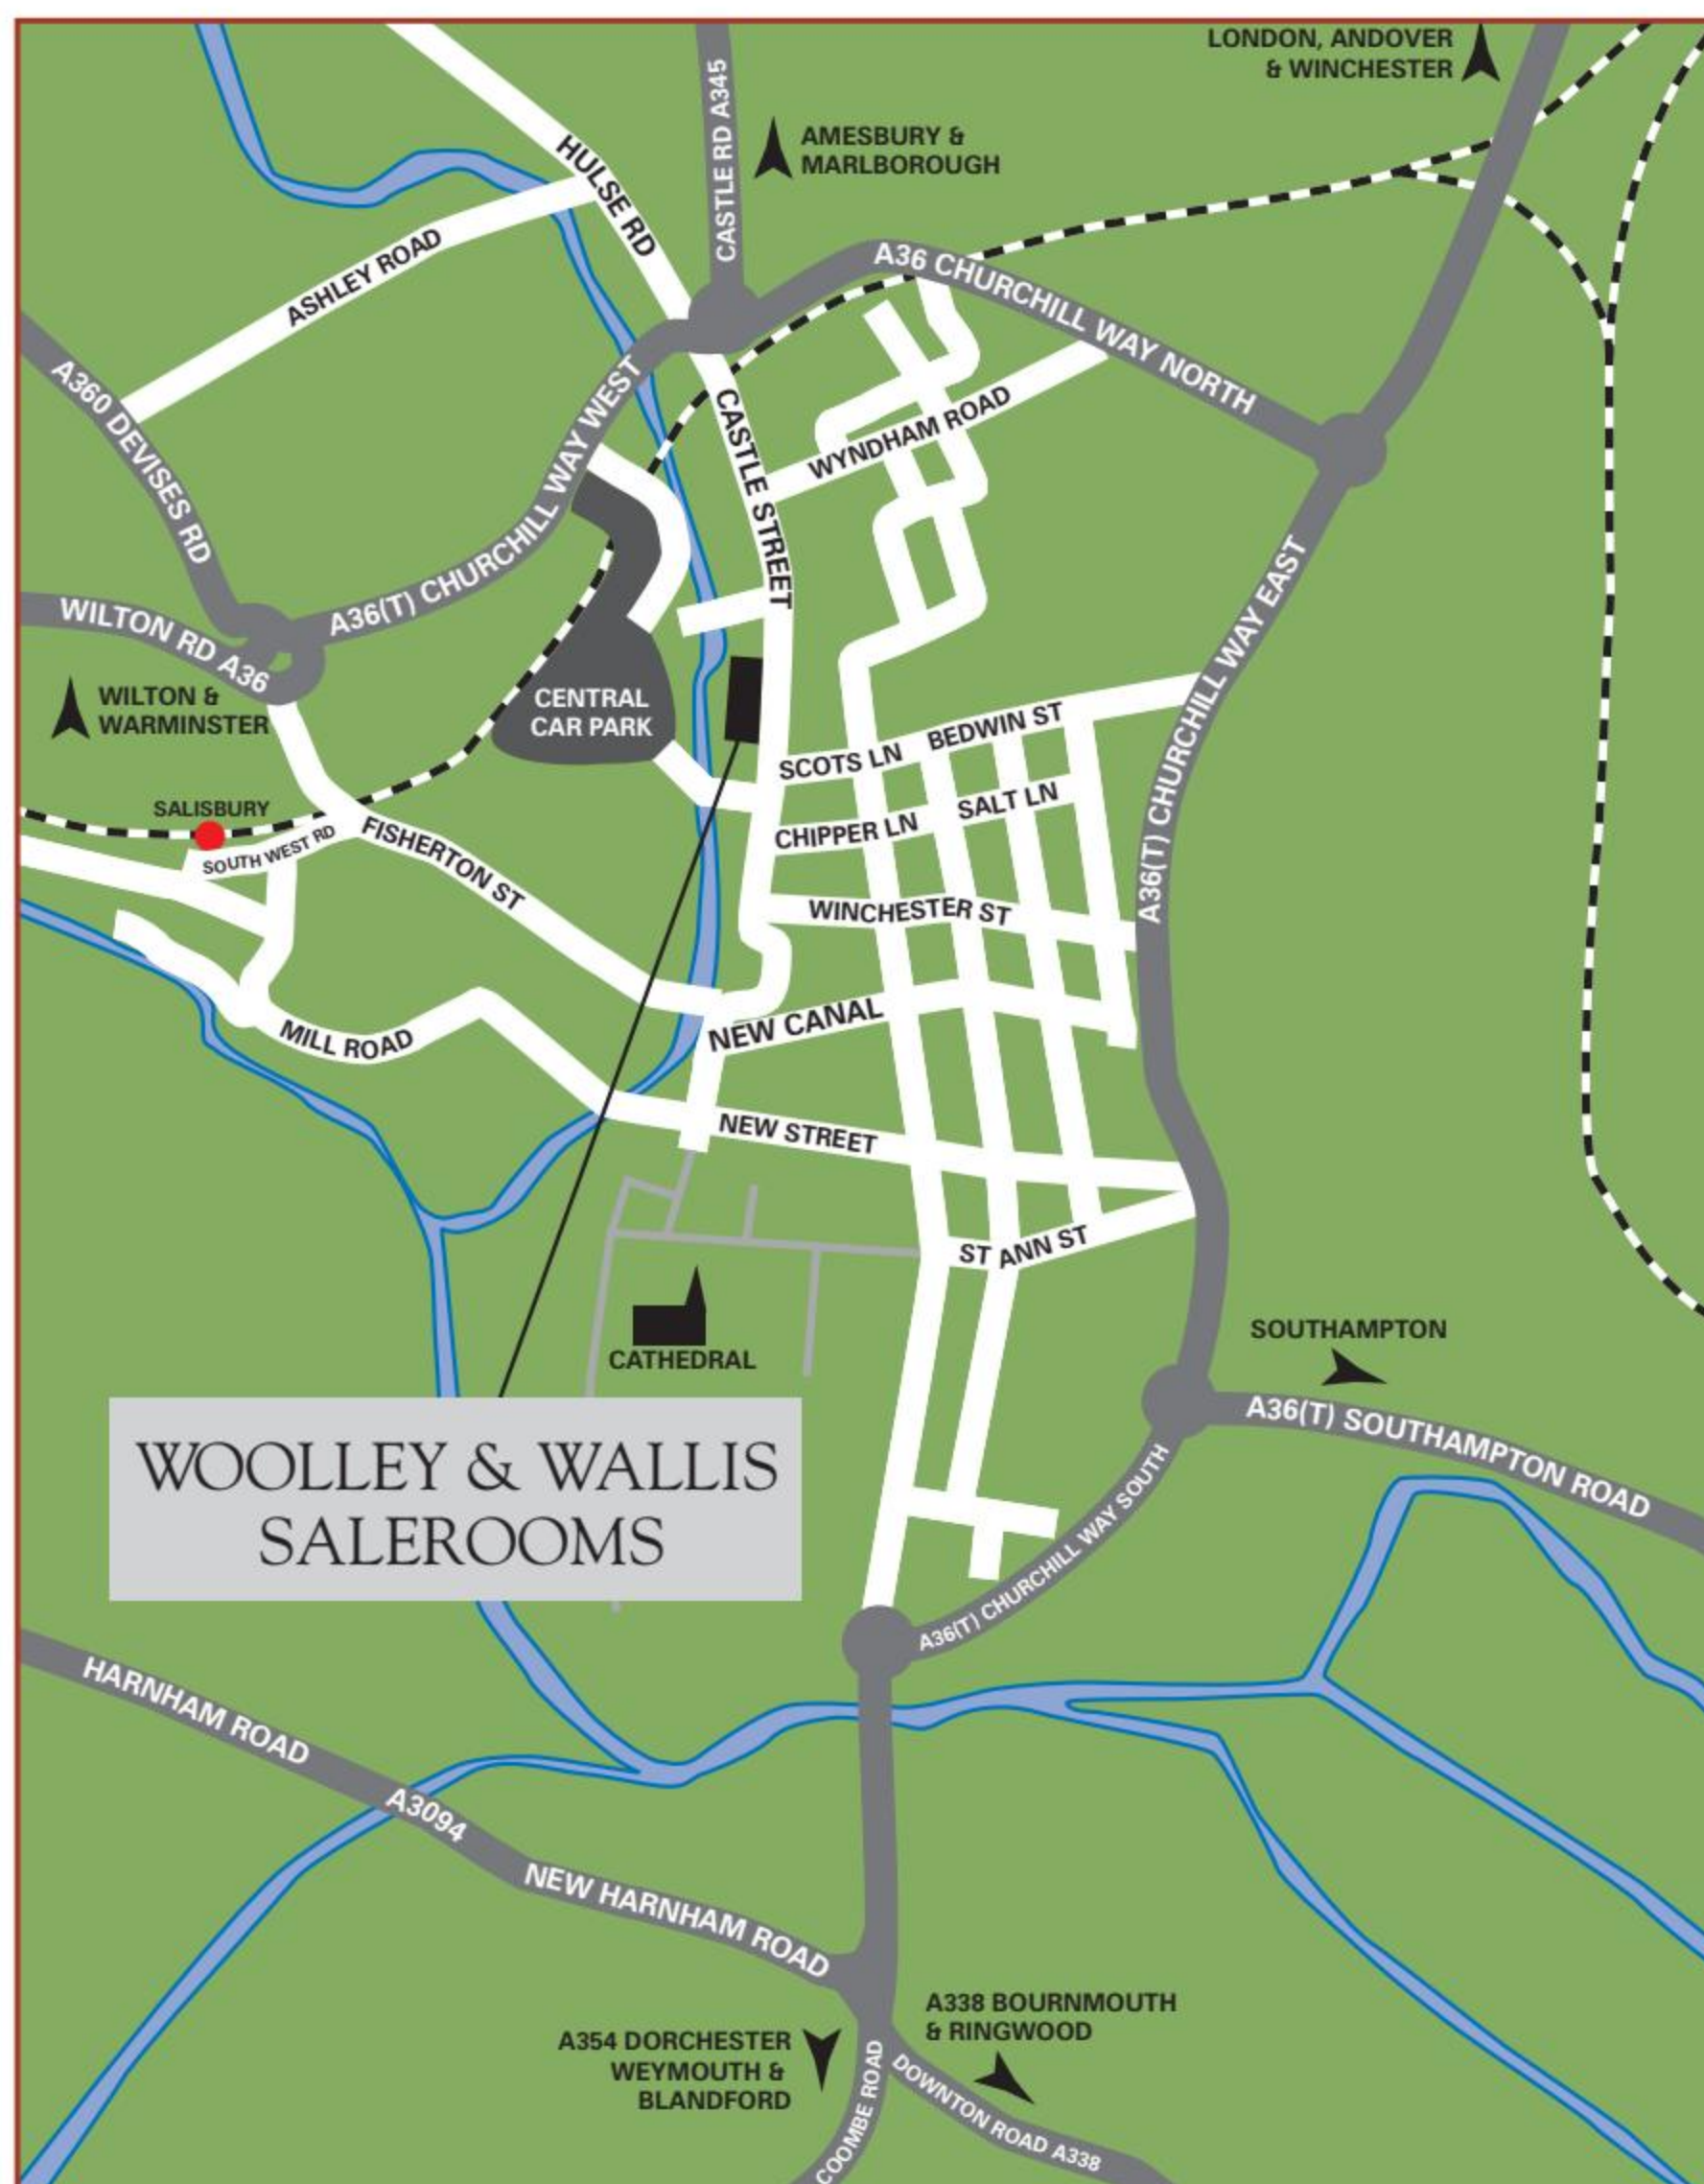 LONDON, ANDOVER
& WINCHESTER
CASTLE RD A345
AMESBURY &
MARLBOROUGH
HULSE RD
ASHLEY ROAD
A36 CHURCHILL WAY NORTH
A360 DEVISES RD
A36(T) CHURCHILL WAY WEST
CASTLE STREET
WYNDHAM ROAD
A36(T) CHURCHILL WAY EAST
WILTON RD A36
WILTON &
WARMINSTER
CENTRAL
CAR PARK
SCOTS LN
BEDWIN ST
SALISBURY
SOUTH WEST RD
FISHERTON ST
CHIPPER LN
SALT LN
WINCHESTER ST
NEW CANAL
MILL ROAD
NEW STREET
ST ANN ST
CATHEDRAL
SOUTHAMPTON
A36(T) SOUTHAMPTON ROAD
WOOLLEY & WALLIS
SALEROOMS
A36(T) CHURCHILL WAY SOUTH
HARNHAM ROAD
A3094
NEW HARNHAM ROAD
A338 BOURNMOUTH
& RINGWOOD
A354 DORCHESTER
WEYMOUTH &
BLANDFORD
COOMBE ROAD
DOWNTON ROAD A338